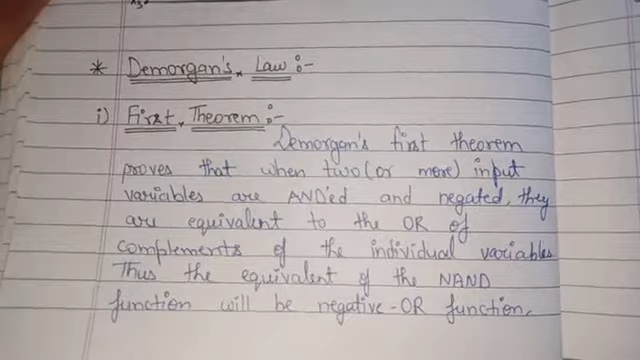 * Demorgan's Law :-
i) First Theorem :-
Demorgan's first theorem
proves that when two (or more) input
variables are AND'ed and negated, they
are equivalent to the OR of
complements of the individual variables
Thus the equivalent of the NAND
function will be negative-OR function.